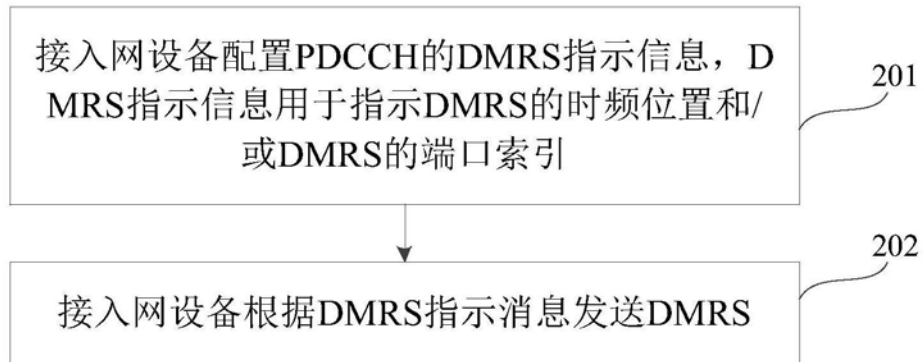 接入网设备配置PDCCH的DMRS指示信息，D
MRS指示信息用于指示DMRS的时频位置和/
或DMRS的端口索引
201
202
接入网设备根据DMRS指示消息发送DMRS